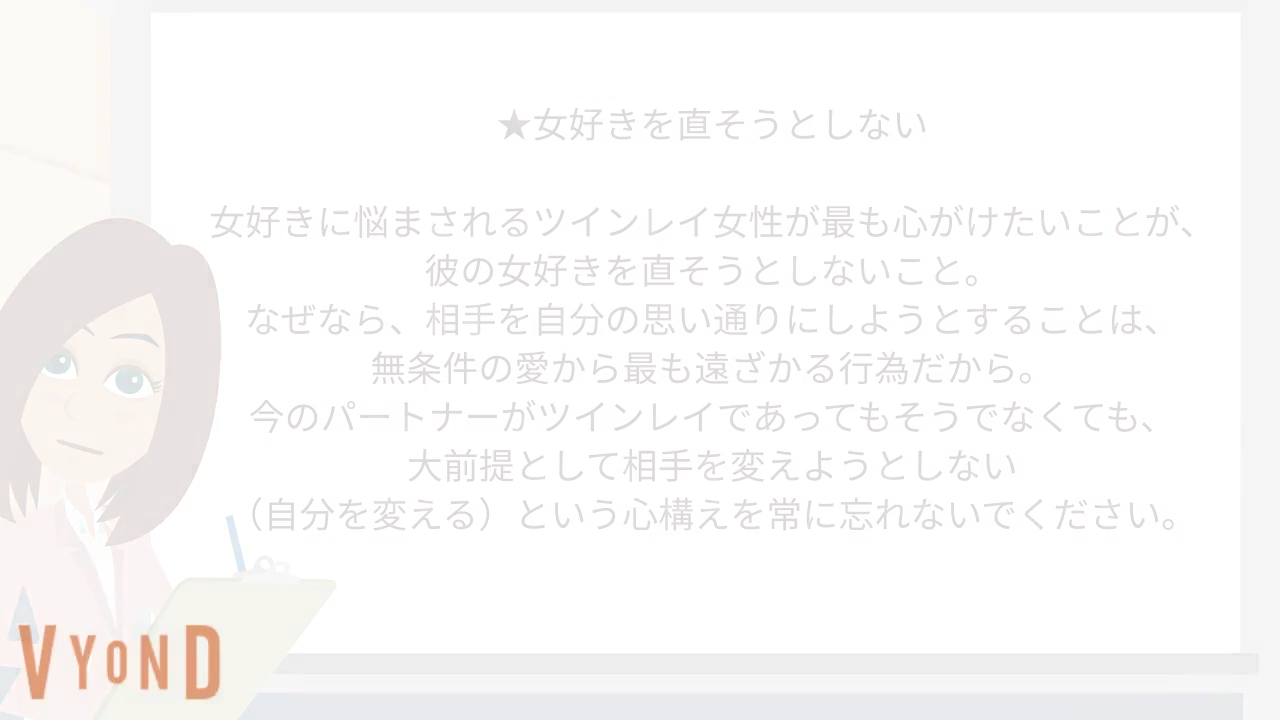 ★女好きを直そうとしない
女好きに悩まされるツインレイ女性が最も心がけたいことが、
彼の女好きを直そうとしないこと。
なぜなら、相手を自分の思い通りにしようとすることは、
無条件の愛から最も遠ざかる行為だから。
今のパートナーがツインレイであってもそうでなくても、
大前提として相手を変えようとしない
（自分を変える）という心構えを常に忘れないでください。
VYOND